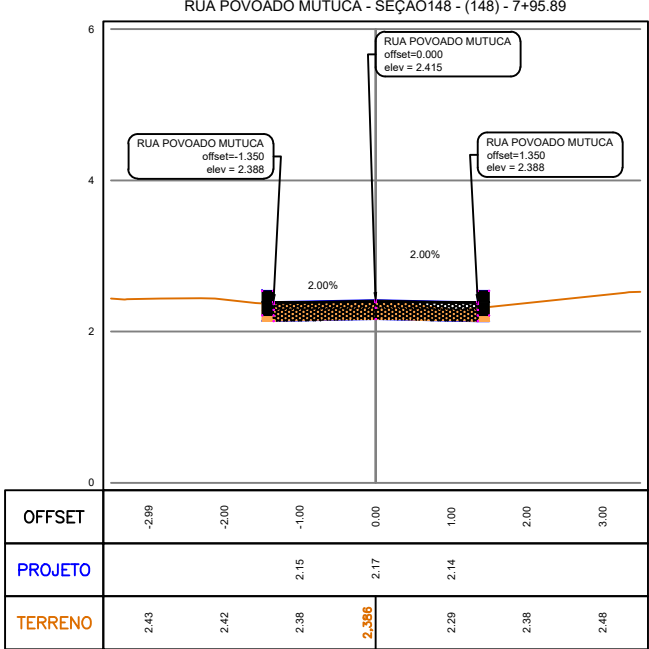 RUA POVOADO MUTUCA - SEÇÃO148 - (148) - 7+95.89
6
RUA POVOADO MUTUCA
offset=0.000
elev = 2.415
RUA POVOADO MUTUCA
offset=-1.350
elev = 2.388
RUA POVOADO MUTUCA
offset=1.350
elev = 2.388
4
2.00%
2.00%
2
0
OFFSET -2.99 -2.00 -1.00 0.00 1.00 2.00 3.00
PROJETO 2.15 2.17 2.14
TERRENO 2.43 2.42 2.38 2,386 2.29 2.38 2.48